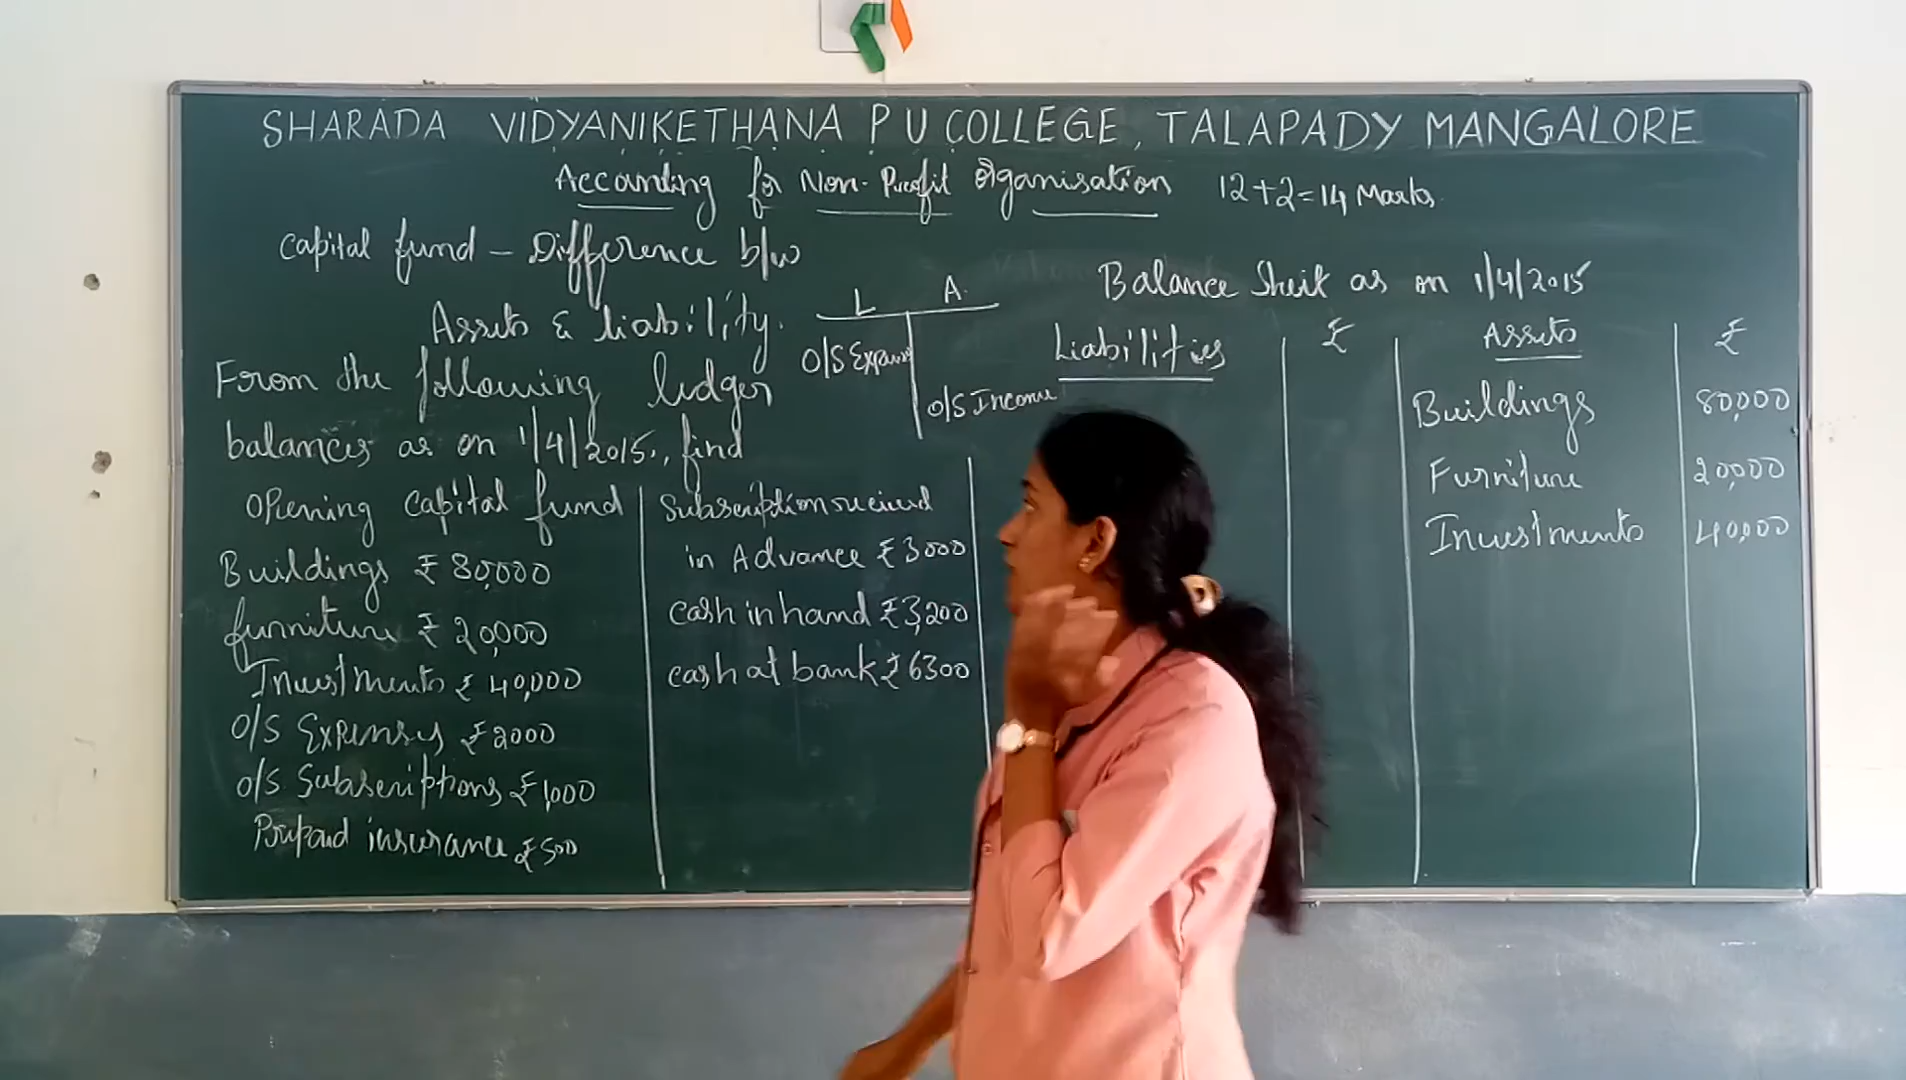 SHARADA VIDYANIKETHANA P U COLLEGE, TALAPADY MANGALORE
Accounting for Non-Profit Organisation 12+2=14 Marks
Capital fund - Difference b/w
Assets & liability.
From the following ledger
balances as on 1/4/2015, find
Opening Capital fund
Buildings ₹ 80,000
furniture ₹ 20,000
Investments ₹ 40,000
O/S Expenses ₹2000
O/S Subscriptions ₹1,000
Prepaid insurance ₹500
Subscription received
in Advance ₹3000
cash in hand ₹3,200
cash at bank ₹6300
L A.
O/S Expens
O/S Income
Balance Sheet as on 1/4/2015
Liabilities ₹ Assets ₹
Buildings 80,000
Furniture 20,000
Investments 40,000